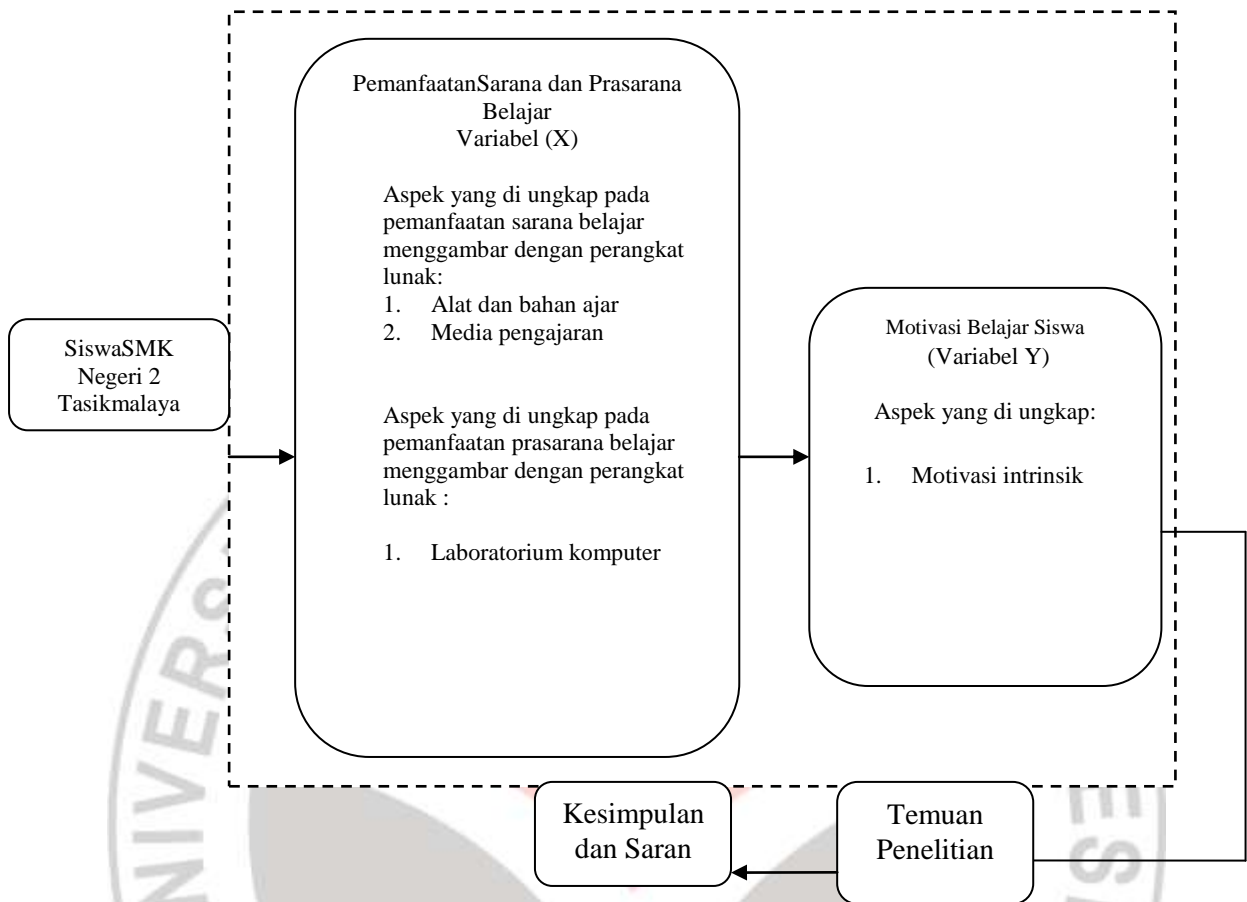 PemanfaatanSarana dan Prasarana
Belajar
Variabel (X)
Aspek yang di ungkap pada
pemanfaatan sarana belajar
menggambar dengan perangkat
lunak:
1. Alat dan bahan ajar
2. Media pengajaran
Aspek yang di ungkap pada
pemanfaatan prasarana belajar
menggambar dengan perangkat
lunak :
1. Laboratorium komputer
SiswaSMK
Negeri 2
Tasikmalaya
Motivasi Belajar Siswa
(Variabel Y)
Aspek yang di ungkap:
1. Motivasi intrinsik
Kesimpulan
dan Saran
Temuan
Penelitian